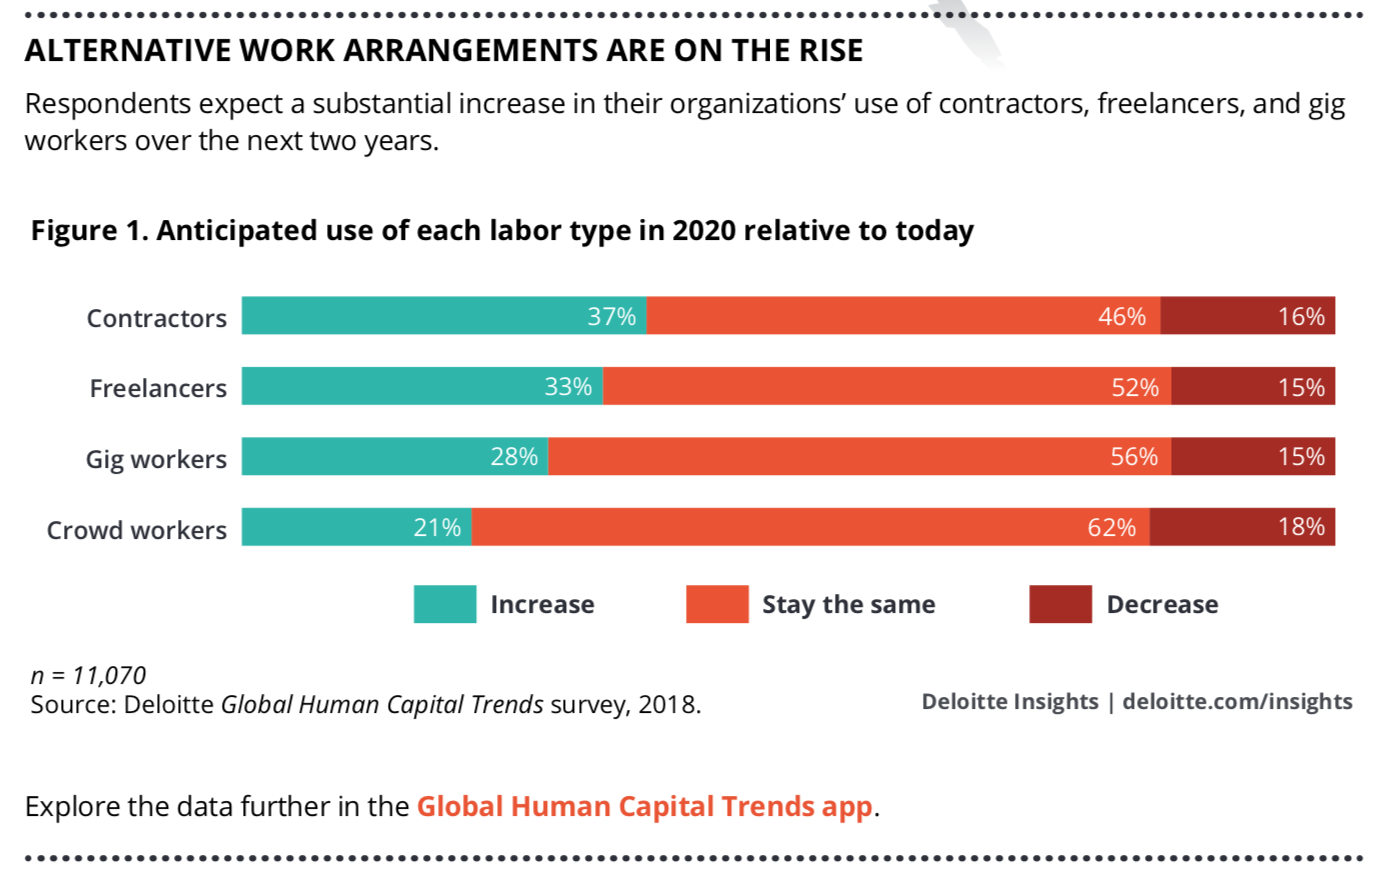 ALTERNATIVE WORK ARRANGEMENTS ARE ON THE RISE
Respondents expect a substantial increase in their organizations’ use of contractors, freelancers, and gig
workers over the next two years.
Figure 1. Anticipated use of each labor type in 2020 relative to today
Contractors 37% 46% 16%
Freelancers 33% 52% 15%
Gig workers 28% 56% 15%
Crowd workers 21% 62% 18%
Increase Stay the same Decrease
n = 11,070
Source: Deloitte Global Human Capital Trends survey, 2018.
Deloitte Insights | deloitte.com/insights
Explore the data further in the Global Human Capital Trends app.